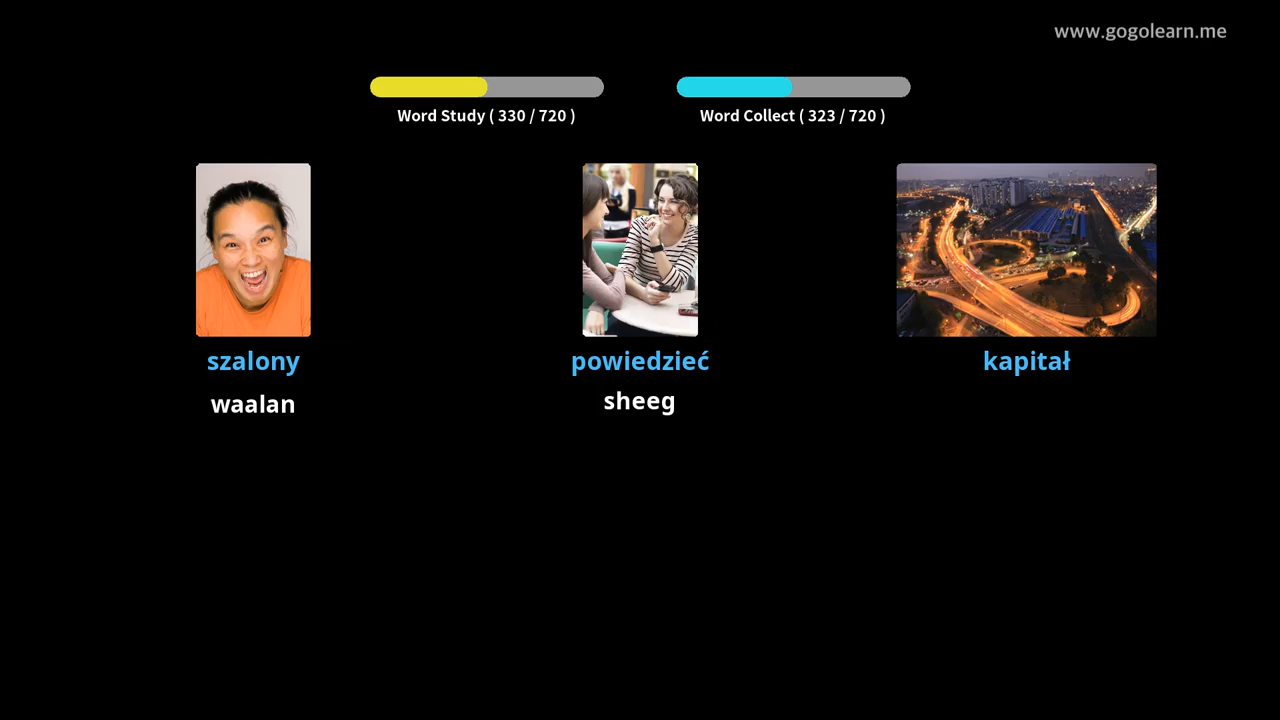 www.gogolearn.me
Word Study ( 330 / 720 )
Word Collect ( 323 / 720 )
szalony
powiedzieć
kapitał
waalan
sheeg